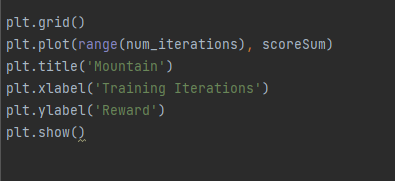 plt.grid()
plt.plot(range(num_iterations), scoreSum)
plt.title('Mountain')
plt.xlabel('Training Iterations')
plt.ylabel('Reward')
plt.show()